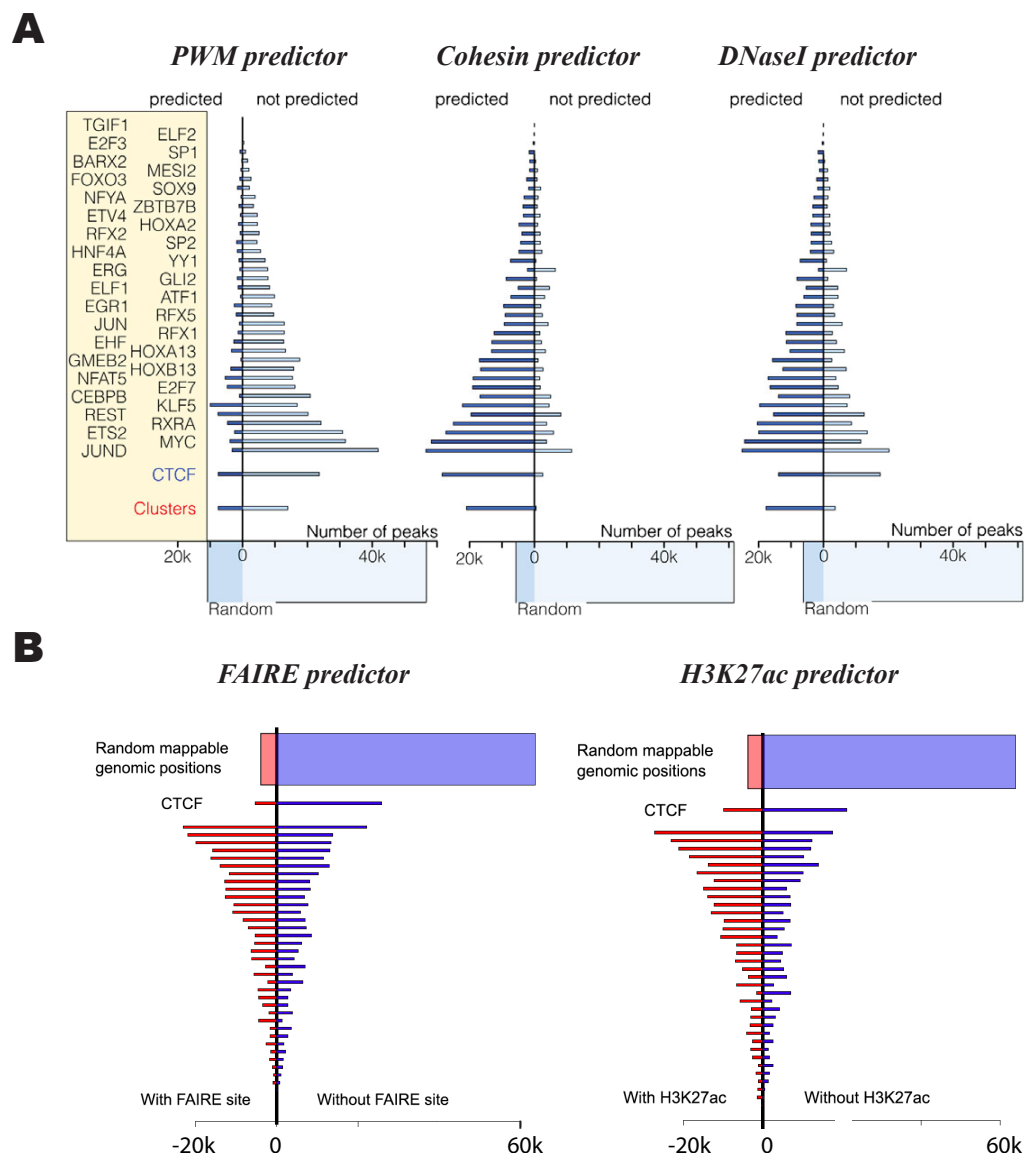 A
PWM predictor
Cohesin predictor
DNaseI predictor
predicted not predicted
predicted not predicted
predicted not predicted
TGIF1
ELF2
E2F3
SP1
BARX2
MESI2
FOXO3
SOX9
NFYA
ZBTB7B
ETV4
HOXA2
RFX2
SP2
HNF4A
YY1
ERG
GLI2
ELF1
ATF1
EGR1
RFX5
JUN
RFX1
EHF
HOXA13
GMEB2
HOXB13
NFAT5
E2F7
CEBPB
KLF5
REST
RXRA
ETS2
MYC
JUND
CTCF
Clusters
Number of peaks
Number of peaks
Number of peaks
20k 0 40k
20k 0 40k
20k 0 40k
Random
Random
Random
B
FAIRE predictor
H3K27ac predictor
Random mappable
genomic positions
CTCF
With FAIRE site
Without FAIRE site
-20k 0 60k
Random mappable
genomic positions
CTCF
With H3K27ac
Without H3K27ac
-20k 0 60k